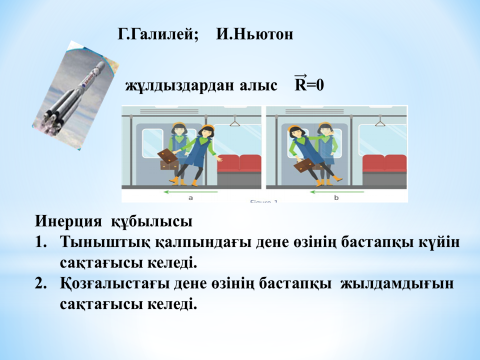 Г.Галилей; И.Ньютон
жұлдыздардан алыс R⃗=0
a b
Инерция құбылысы
1. Тыныштық қалпындағы дене өзінің бастапқы күйін
сақтағысы келеді.
2. Қозғалыстағы дене өзінің бастапқы жылдамдығын
сақтағысы келеді.